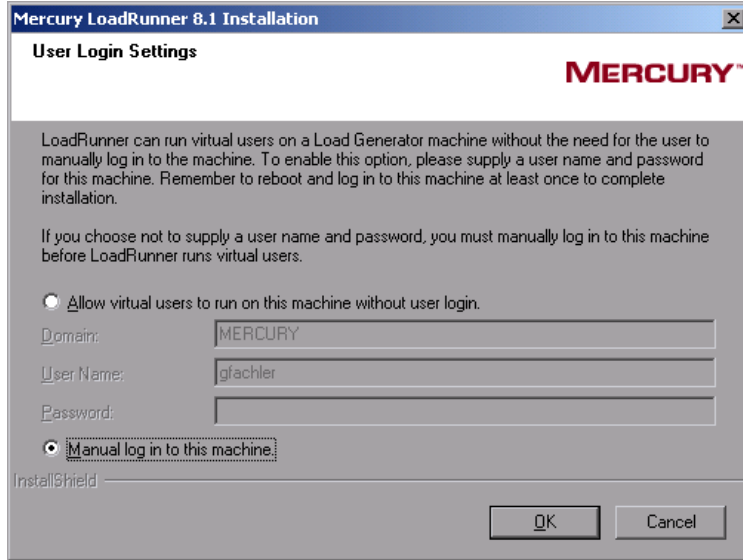 Mercury LoadRunner 8.1 Installation
User Login Settings
MERCURY™
LoadRunner can run virtual users on a Load Generator machine without the need for the user to
manually log in to the machine. To enable this option, please supply a user name and password
for this machine. Remember to reboot and log in to this machine at least once to complete
installation.
If you choose not to supply a user name and password, you must manually log in to this machine
before LoadRunner runs virtual users.
Allow virtual users to run on this machine without user login.
Domain: MERCURY
User Name: gfachler
Password:
Manual log in to this machine.
InstallShield
OK Cancel